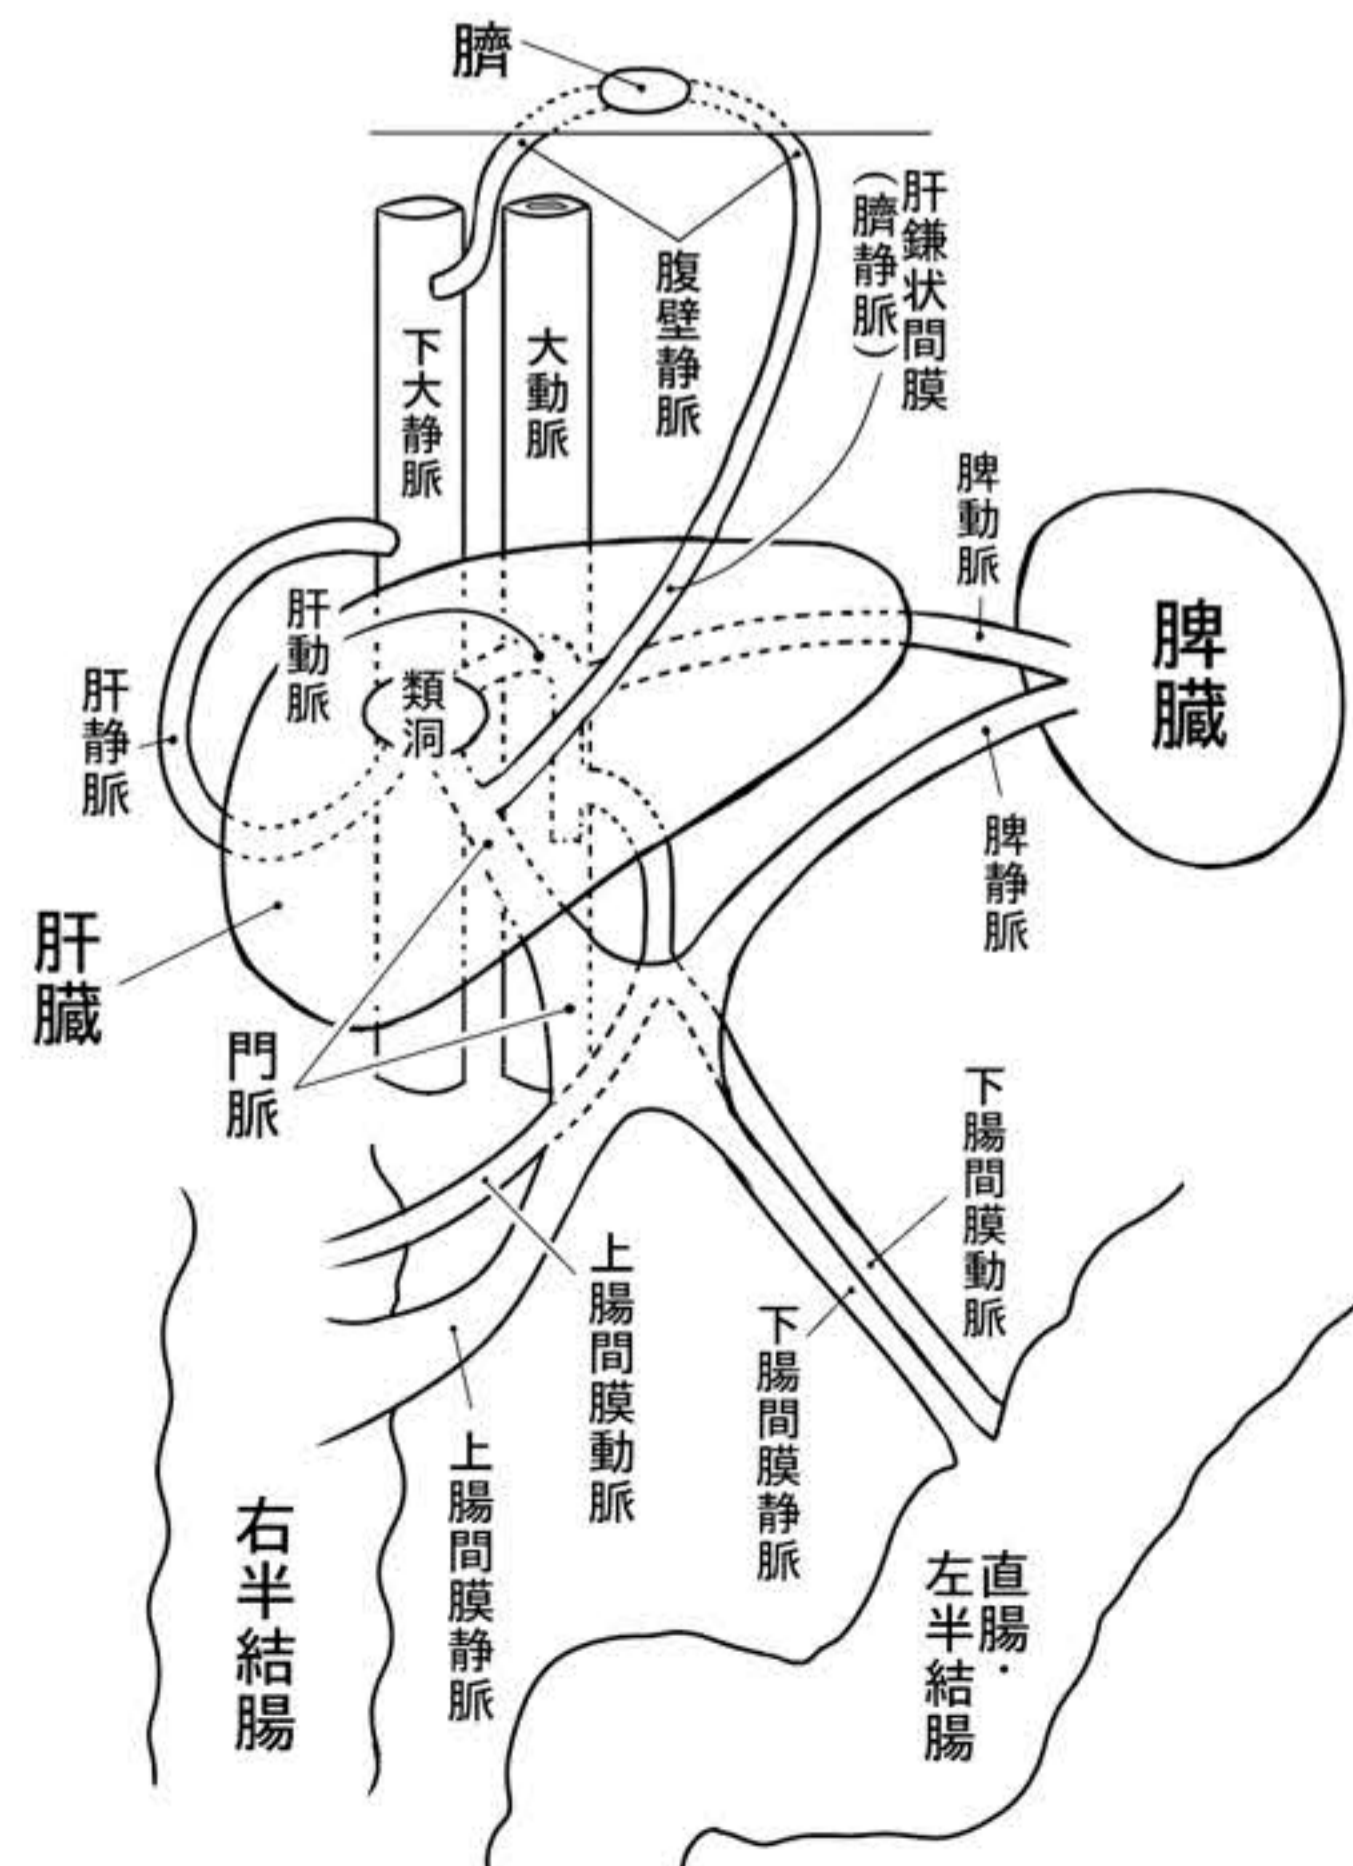 臍
肝鎌状間膜
（臍静脈）
腹壁静脈
下大静脈
大動脈
脾動脈
脾臓
肝動脈
類洞
肝静脈
脾静脈
肝臓
門脈
下腸間膜動脈
上腸間膜動脈
下腸間膜静脈
上腸間膜静脈
右半結腸
直腸・
左半結腸